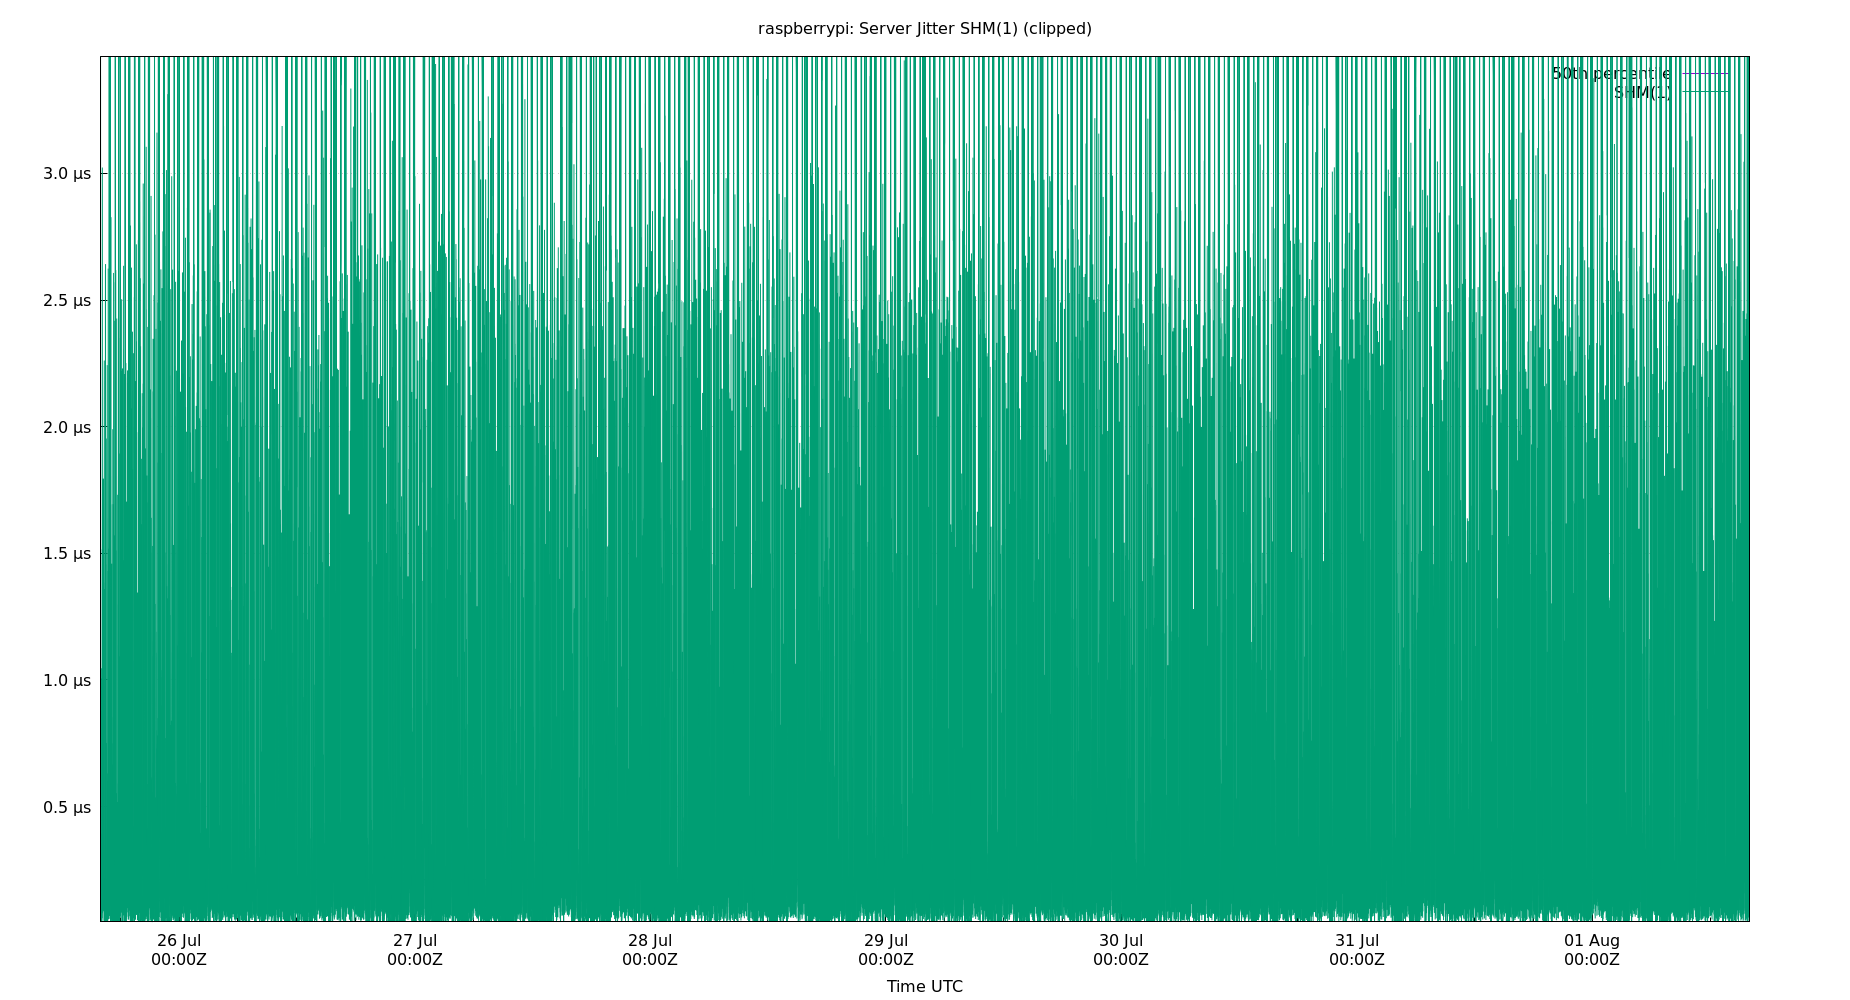 raspberrypi: Server Jitter SHM(1) (clipped)
50th percentile
SHM(1)
3.0 µs
2.5 µs
2.0 µs
1.5 µs
1.0 µs
0.5 µs
26 Jul 27 Jul 28 Jul 29 Jul 30 Jul 31 Jul 01 Aug
00:00Z 00:00Z 00:00Z 00:00Z 00:00Z 00:00Z 00:00Z
Time UTC